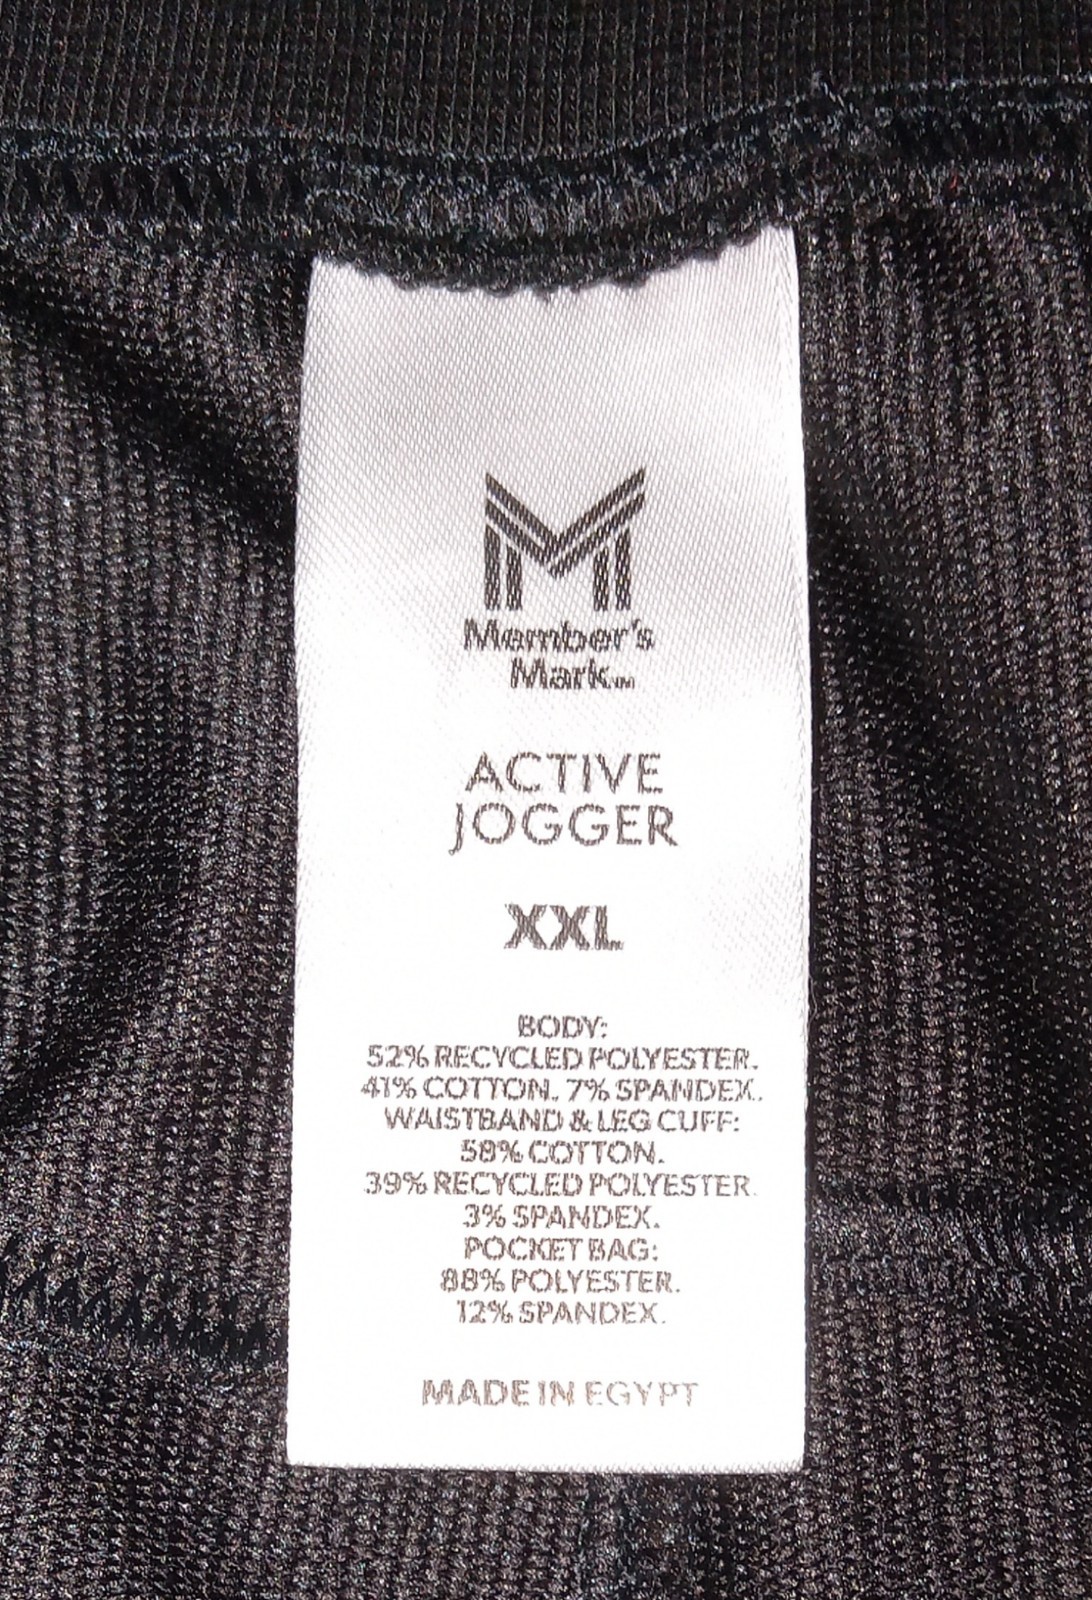 Member's
Mark™
ACTIVE
JOGGER
XXL
BODY:
52% RECYCLED POLYESTER.
41% COTTON. 7% SPANDEX.
WAISTBAND & LEG CUFF:
58% COTTON.
39% RECYCLED POLYESTER.
3% SPANDEX.
POCKET BAG:
88% POLYESTER.
12% SPANDEX.
MADE IN EGYPT